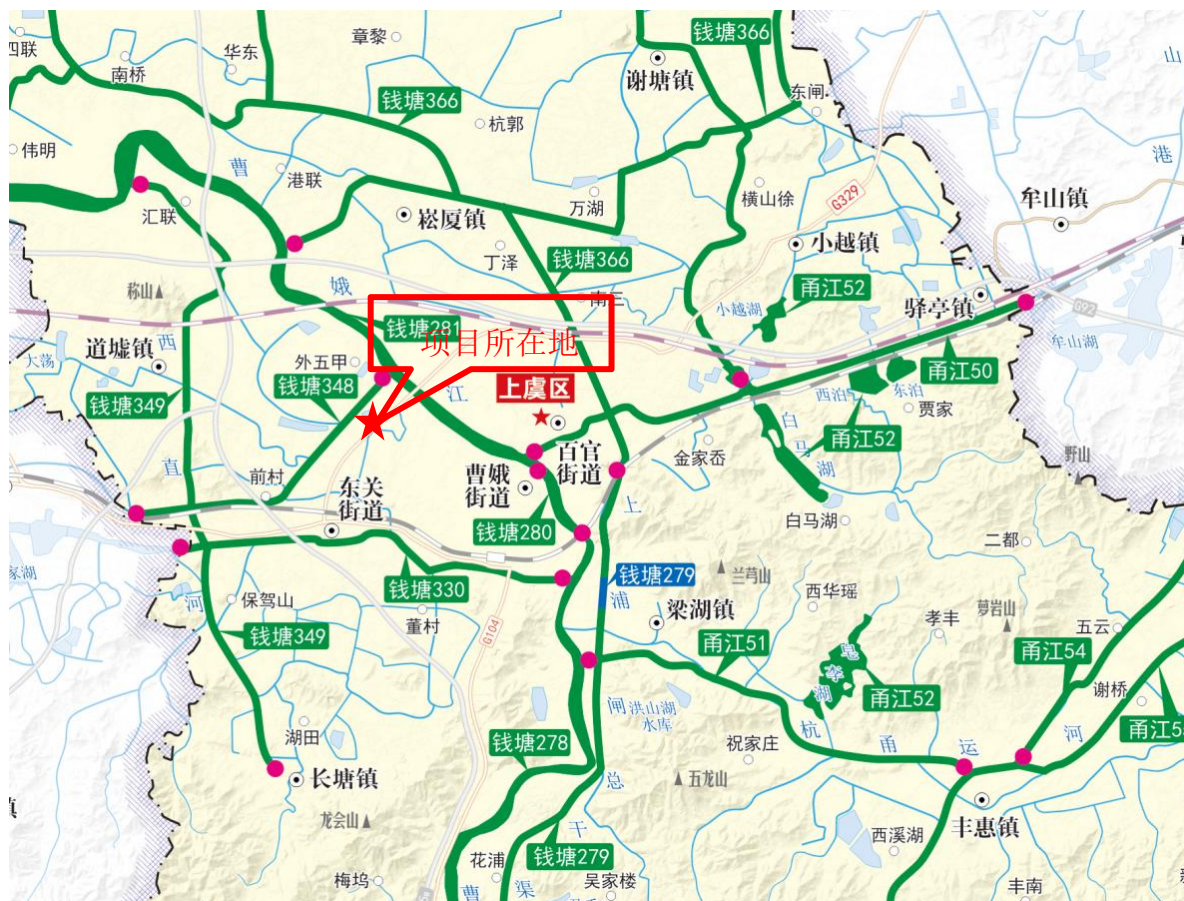 四联
南桥
华东
章黎
谢塘镇
钱塘366
东闸
山
钱塘366
杭郭
伟明
曹
港联
港
汇联
崧厦镇
万湖
横山徐
G329
牟山镇
小越镇
丁泽
钱塘366
称山
娥
南三
甬江52
驿亭镇
小越湖
G92
钱塘281
项目所在地
牟山湖
大荡
道墟镇
西
外五甲
江
上虞区
甬江50
钱塘348
西泊
东泊
贾家
钱塘349
白
马
湖
甬江52
百官
街道
金家岙
野山
直
前村
东关
街道
曹娥
街道
上
钱塘280
白马湖
二都
家湖
钱塘279
兰芎山
河
保驾山
钱塘330
浦
梁湖镇
西华瑶
萝岩山
孝丰
董村
G104
五云
钱塘349
甬江51
皂
李
湖
甬江54
甬江52
谢桥
闸
洪山湖
水库
湖田
钱塘278
祝家庄
杭
甬
运
河
甬江55
长塘镇
总
五龙山
龙会山
干
丰惠镇
西溪湖
花浦
钱塘279
梅坞
曹
渠
吴家楼
丰南